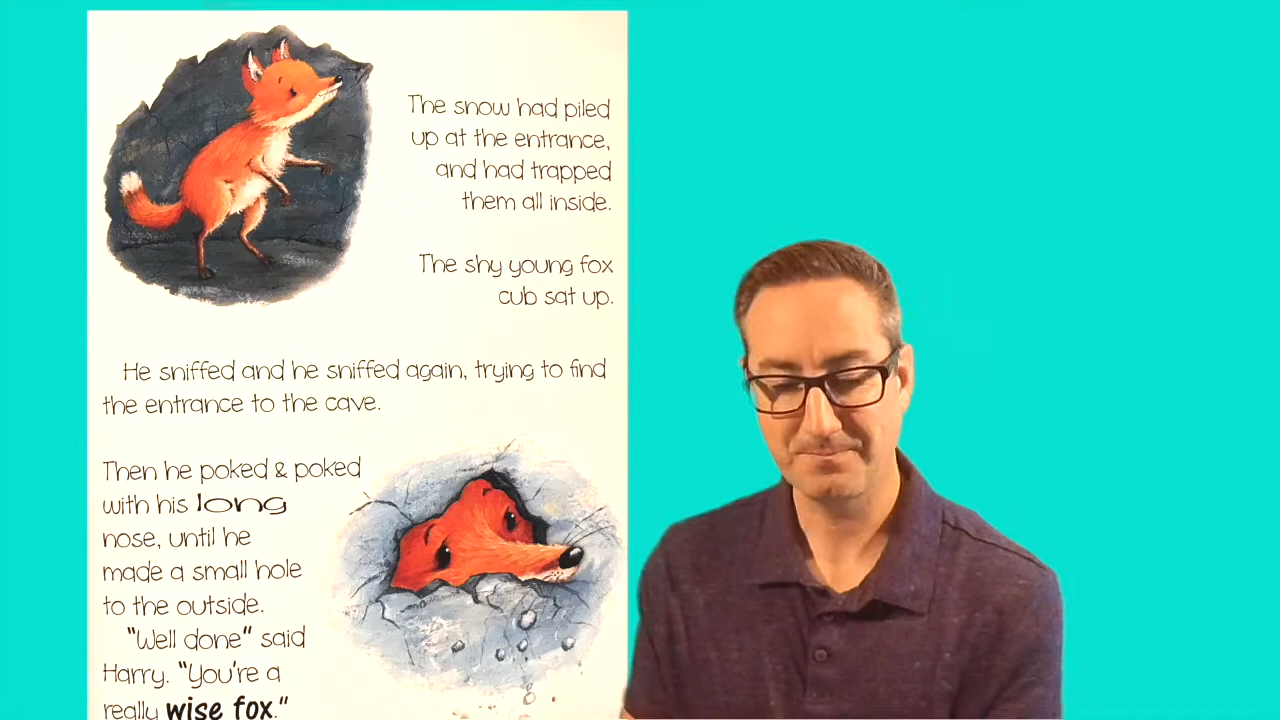 The snow had piled
up at the entrance,
and had trapped
them all inside.
The shy young fox
cub sat up.
He sniffed and he sniffed again, trying to find
the entrance to the cave.
Then he poked & poked
with his long
nose, until he
made a small hole
to the outside.
"Well done" said
Harry. "You're a
really wise fox."